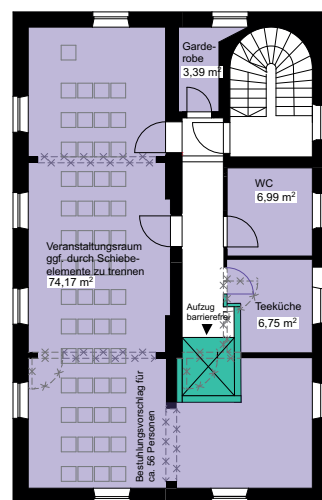 Garde-
robe
3,39 m²
WC
6,99 m²
Veranstaltungsraum
ggf. durch Schiebe-
elemente zu trennen
74,17 m²
Aufzug
barrierefrei
Teeküche
6,75 m²
Bestuhlungsvorschlag für
ca. 56 Personen